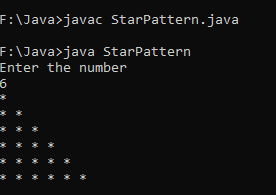 F:\Java>javac StarPattern.java
F:\Java>java StarPattern
Enter the number
6
*
* *
* * *
* * * *
* * * * *
* * * * * *